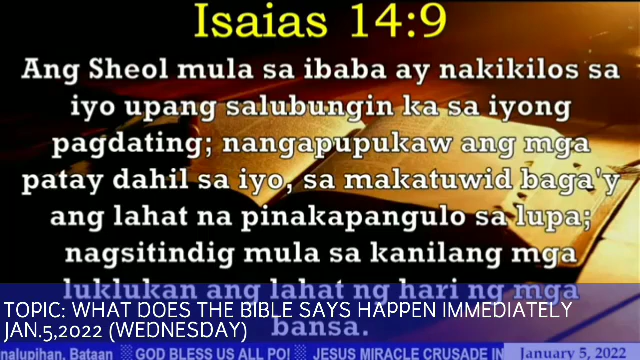 Isaias 14:9
Ang Sheol mula sa ibaba ay nakikilos sa
iyo upang salubungin ka sa iyong
pagdating; nangapupukaw ang mga
patay dahil sa iyo, sa makatuwid baga'y
ang lahat na pinakapangulo sa lupa;
nagsitindig mula sa kanilang mga
luklukan ang lahat ng hari ng mga
bansa.
TOPIC: WHAT DOES THE BIBLE SAYS HAPPEN IMMEDIATELY
JAN.5,2022 (WEDNESDAY)
nalupihan, Bataan GOD BLESS US ALL PO! JESUS MIRACLE CRUSADE IN January 5, 2022